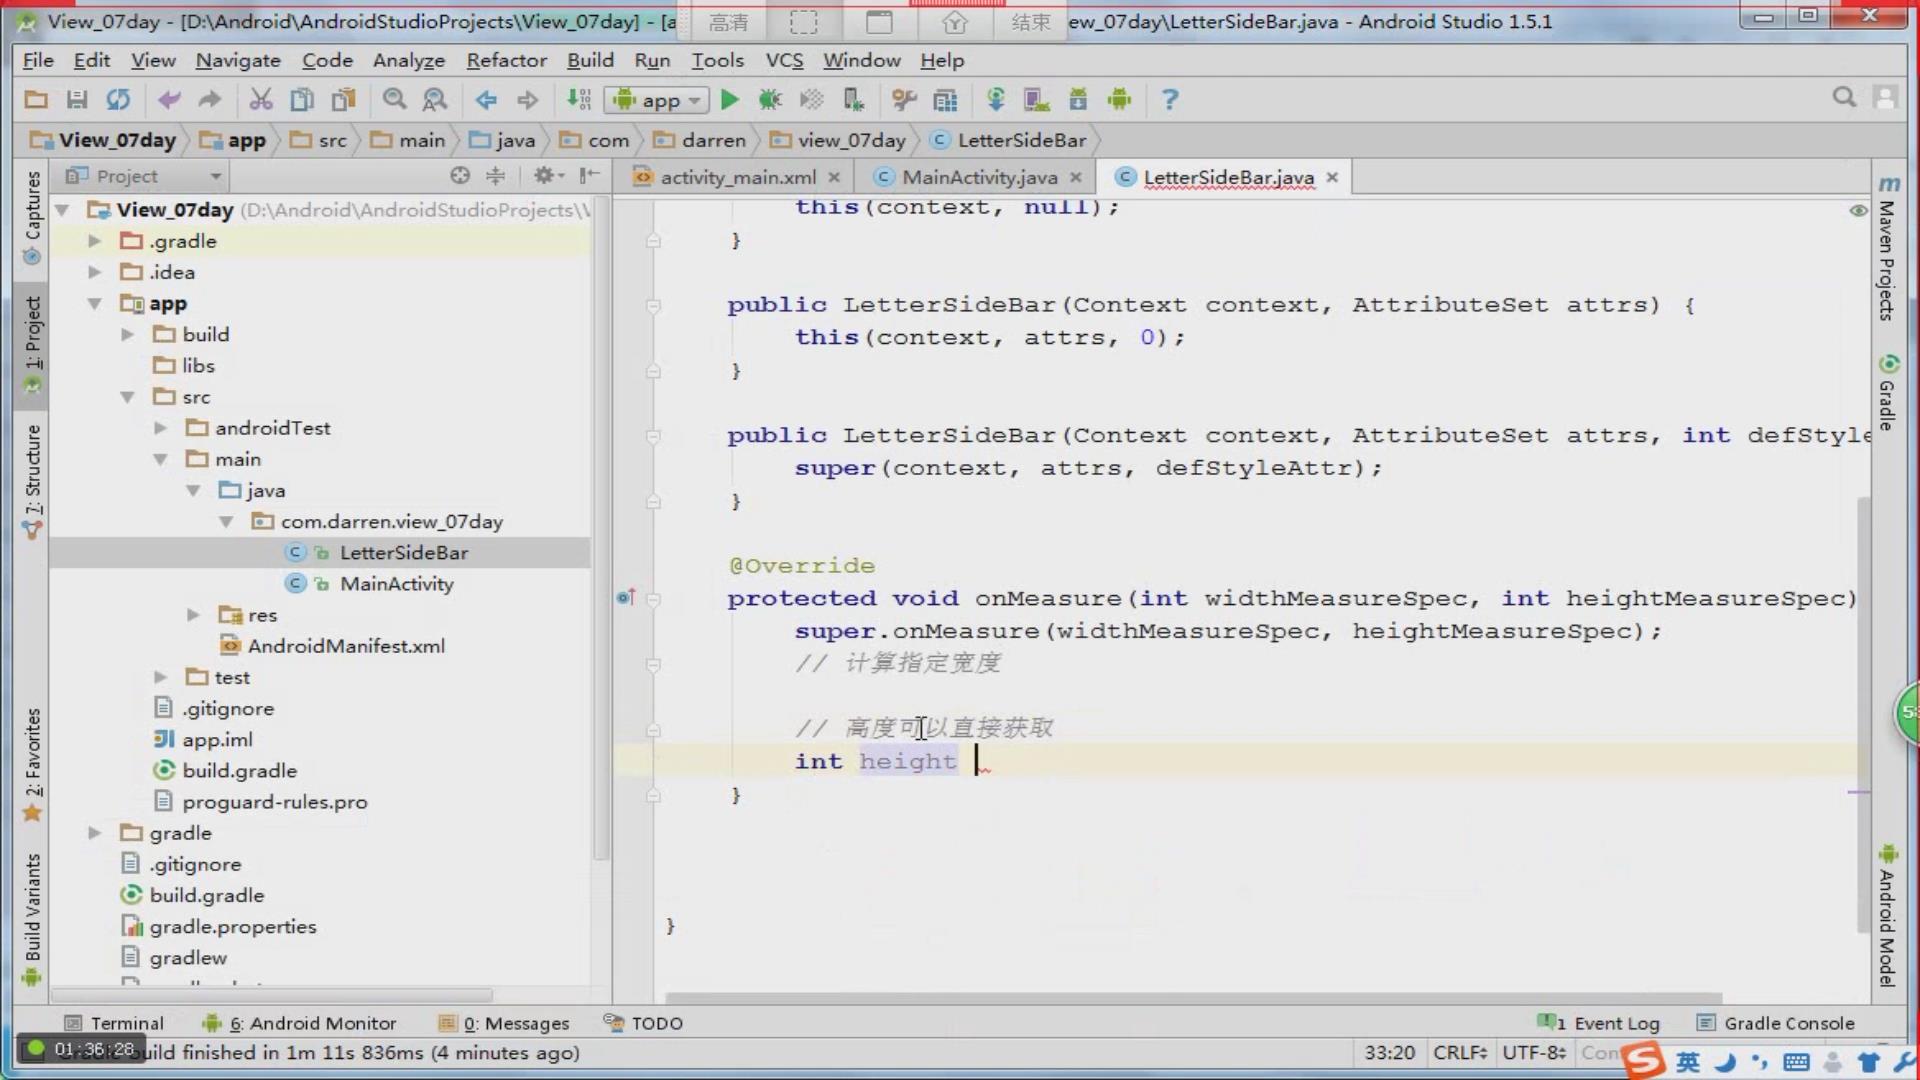 View_07day - [D:\Android\AndroidStudioProjects\View_07day] - [a
高清
结束
ew_07day\LetterSideBar.java - Android Studio 1.5.1
File Edit View Navigate Code Analyze Refactor Build Run Tools VCS Window Help
app
View_07day app src main java com darren view_07day LetterSideBar
Project
activity_main.xml
MainActivity.java
LetterSideBar.java
Captures
1: Project
7: Structure
2: Favorites
Build Variants
View_07day (D:\Android\AndroidStudioProjects\
.gradle
.idea
app
build
libs
src
androidTest
main
java
com.darren.view_07day
LetterSideBar
MainActivity
res
AndroidManifest.xml
test
.gitignore
app.iml
build.gradle
proguard-rules.pro
gradle
.gitignore
build.gradle
gradle.properties
gradlew
this(context, null);
}
public LetterSideBar(Context context, AttributeSet attrs) {
this(context, attrs, 0);
}
public LetterSideBar(Context context, AttributeSet attrs, int defStyle
super(context, attrs, defStyleAttr);
}
@Override
protected void onMeasure(int widthMeasureSpec, int heightMeasureSpec)
super.onMeasure(widthMeasureSpec, heightMeasureSpec);
// 计算指定宽度
// 高度可以直接获取
int height
}
}
Maven Projects
Gradle
Android Model
Terminal
6: Android Monitor
0: Messages
TODO
1 Event Log
Gradle Console
01:36:28
build finished in 1m 11s 836ms (4 minutes ago)
33:20 CRLF UTF-8 Con
英